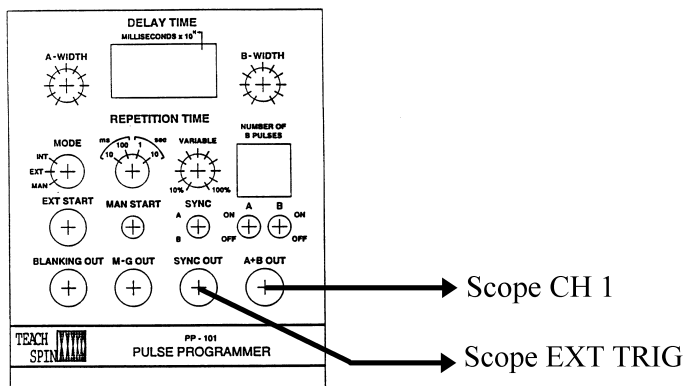 DELAY TIME
MILLISECONDS x 10^N
A-WIDTH
B-WIDTH
REPETITION TIME
MODE
INT
EXT
MAN
ms
sec
10
100
1
10
VARIABLE
10%
100%
NUMBER OF
B PULSES
EXT START
MAN START
SYNC
A
B
A
ON
OFF
B
ON
OFF
BLANKING OUT
M-G OUT
SYNC OUT
A+B OUT
Scope CH 1
TEACH
SPIN
PP - 101
PULSE PROGRAMMER
Scope EXT TRIG